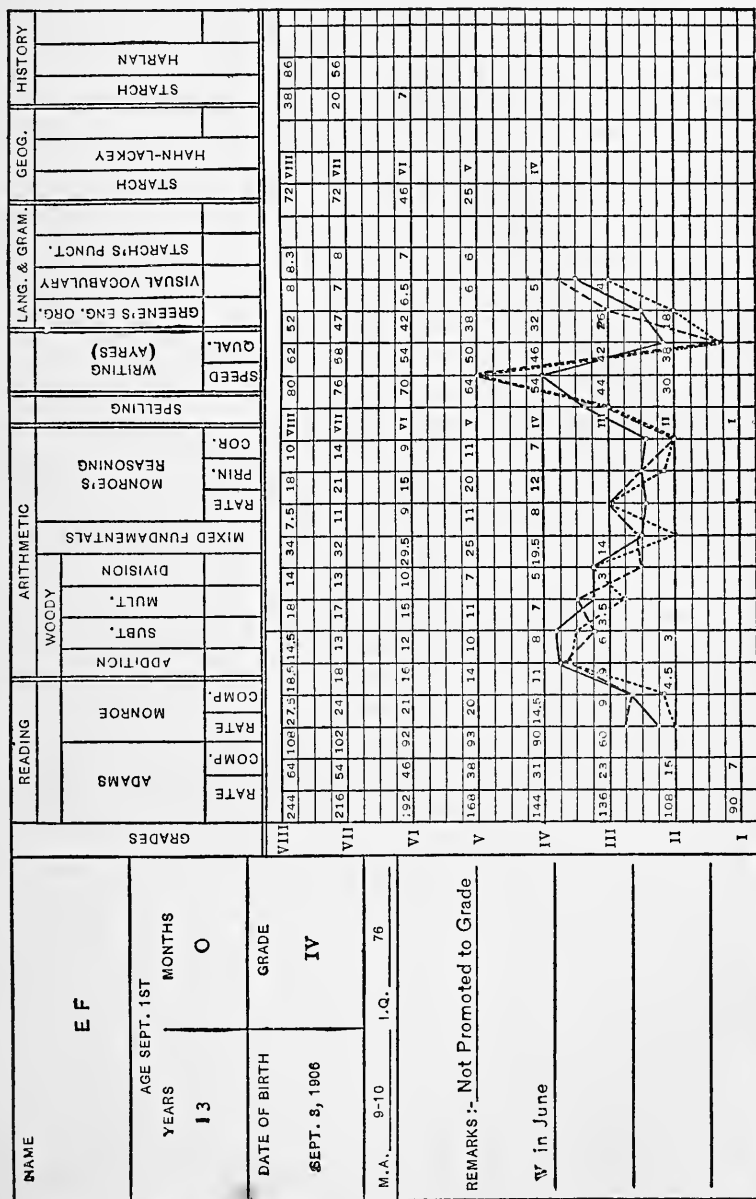 NAME
E F
AGE SEPT. 1ST
YEARS MONTHS
13 0
DATE OF BIRTH GRADE
SEPT. 3, 1906 IV
M.A. 9-10 I.Q. 76
REMARKS :- Not Promoted to Grade
V in June
GRADES
READING ARITHMETIC SPELLING WRITING (AYRES) LANG. & GRAM. GEOG. HISTORY
ADAMS MONROE WOODY MIXED FUNDAMENTALS MONROE'S REASONING
RATE COMP. RATE COMP. ADDITION SUBT. MULT. DIVISION RATE PRIN. COR. SPEED QUAL. GREENE'S ENG. ORG. VISUAL VOCABULARY STARCH'S PUNCT. STARCH HAHN-LACKEY STARCH HARLAN
VIII 244 64 108 27.5 18.5 14.5 18 14 34 7.5 18 10 VIII 80 62 52 8 8.3 72 VIII 38 86
VII 216 54 102 24 18 13 17 13 32 11 21 14 VII 76 68 47 7 8 72 VII 20 56
VI 192 46 92 21 16 12 15 10 29.5 9 15 9 VI 70 54 42 6.5 7 46 VI 7
V 168 38 93 20 14 10 11 7 25 11 20 11 V 64 50 38 6 6 25 V
IV 144 31 90 14.5 11 8 7 5 19.5 8 12 7 IV 54 46 32 5 IV
III 136 23 60 9 9 6 3.5 3 14 III 44 42 26 4
II 108 15 4.5 3 II 30 38 8
I 90 7 I